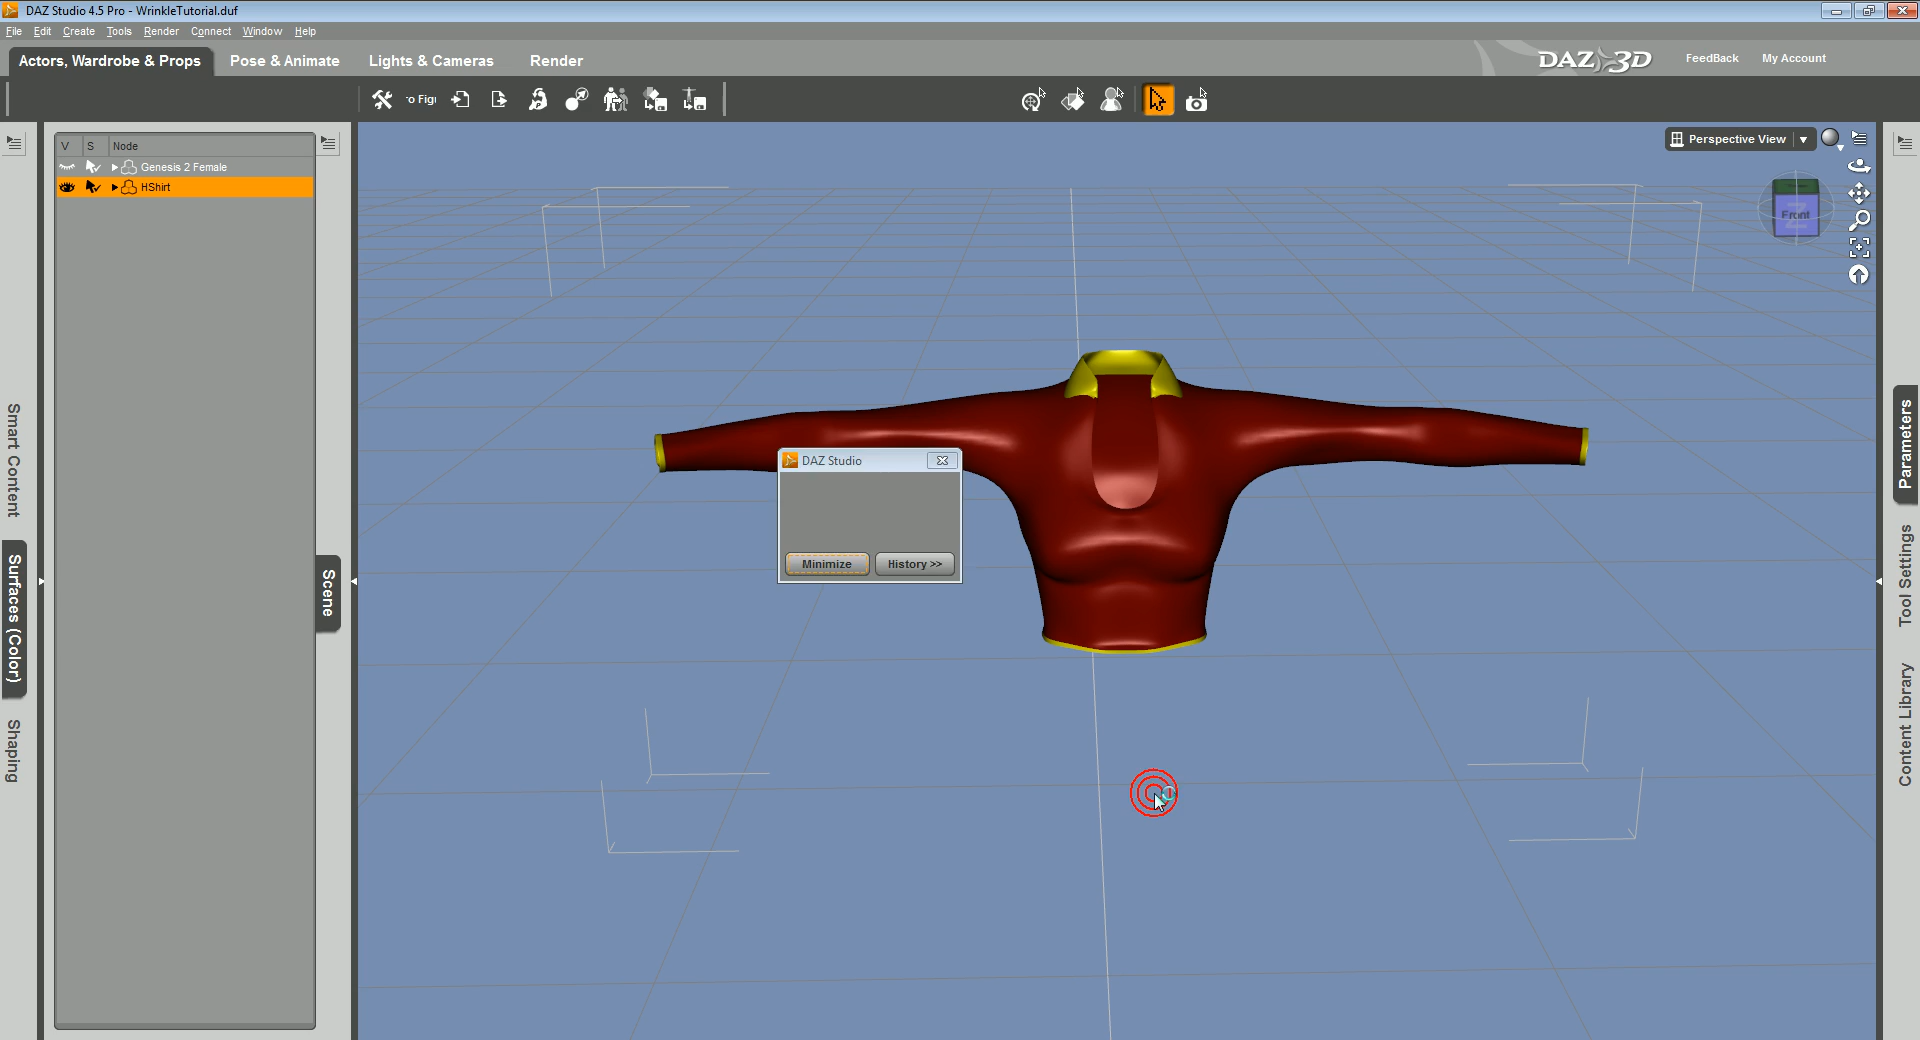 DAZ Studio 4.5 Pro - WrinkleTutorial.duf
File Edit Create Tools Render Connect Window Help
Actors, Wardrobe & Props Pose & Animate Lights & Cameras Render
DAZ 3D FeedBack My Account
o Figu
V S Node
Genesis 2 Female
HShirt
Perspective View
Front
Smart Content
Surfaces (Color)
Shaping
Scene
DAZ Studio
Minimize History >>
Parameters
Tool Settings
Content Library